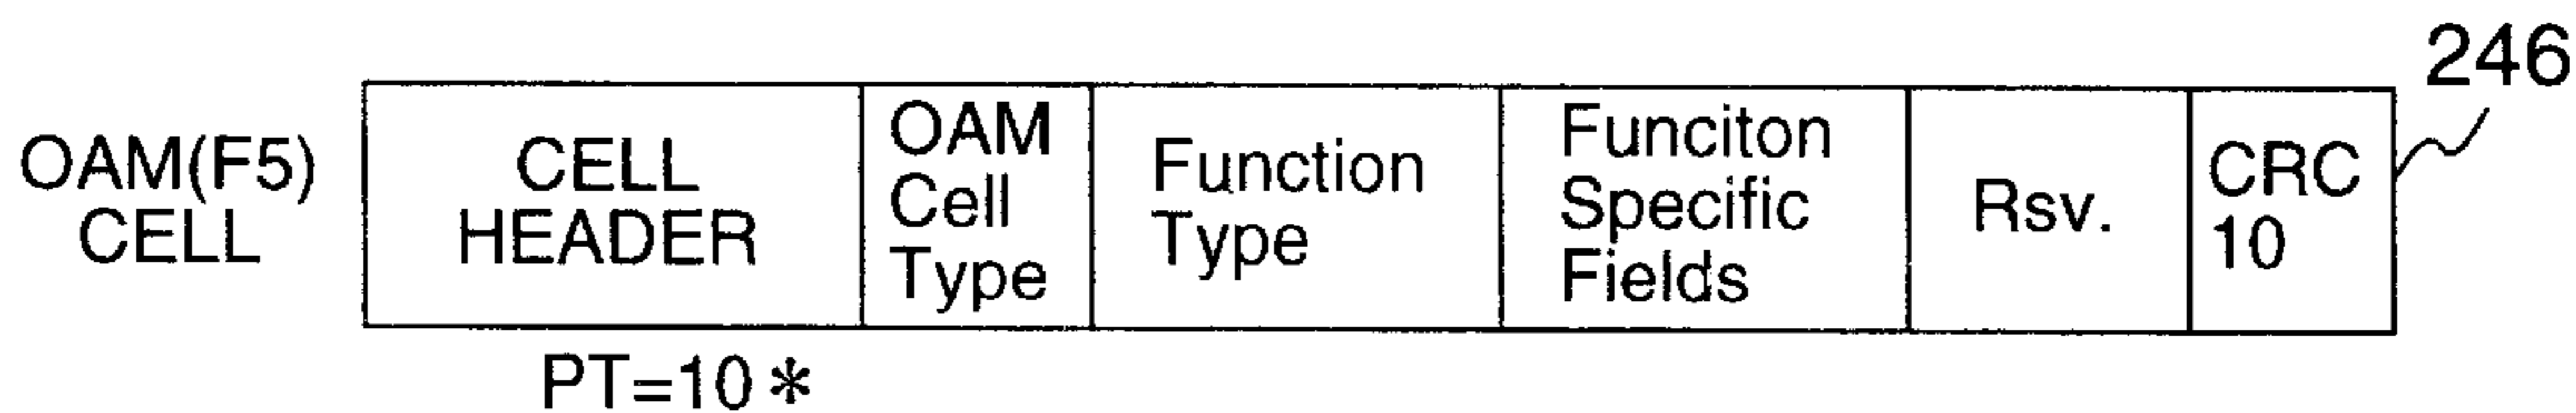 246
OAM(F5)
CELL
CELL
HEADER
OAM
Cell
Type
Function
Type
Funciton
Specific
Fields
Rsv.
CRC
10
PT=10*